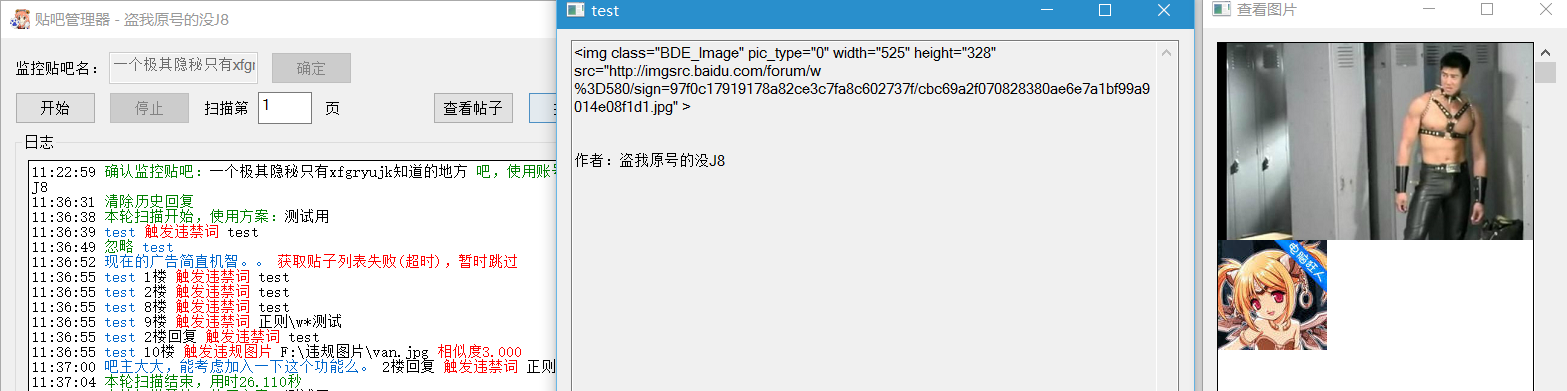 贴吧管理器 - 盗我原号的没J8
监控贴吧名：
一个极其隐秘只有xfgr
确定
开始
停止
扫描第
1
页
查看帖子
日志
11:22:59 确认监控贴吧：一个极其隐秘只有xfgryujk知道的地方 吧，使用账号
J8
11:36:31 清除历史回复
11:36:38 本轮扫描开始，使用方案：测试用
11:36:39 test 触发违禁词 test
11:36:49 忽略 test
11:36:52 现在的广告简直机智。。 获取贴子列表失败(超时)，暂时跳过
11:36:55 test 1楼 触发违禁词 test
11:36:55 test 2楼 触发违禁词 test
11:36:55 test 8楼 触发违禁词 test
11:36:55 test 9楼 触发违禁词 正则\w*测试
11:36:55 test 2楼回复 触发违禁词 test
11:36:55 test 10楼 触发违规图片 F:\违规图片\van.jpg 相似度3.000
11:37:00 吧主大大，能考虑加入一下这个功能么。 2楼回复 触发违禁词 正则
11:37:04 本轮扫描结束，用时26.110秒
test
<img class="BDE_Image" pic_type="0" width="525" height="328"
src="http://imgsrc.baidu.com/forum/w
%3D580/sign=97f0c17919178a82ce3c7fa8c602737f/cbc69a2f070828380ae6e7a1bf99a9
014e08f1d1.jpg" >
作者：盗我原号的没J8
查看图片
电脑狂人